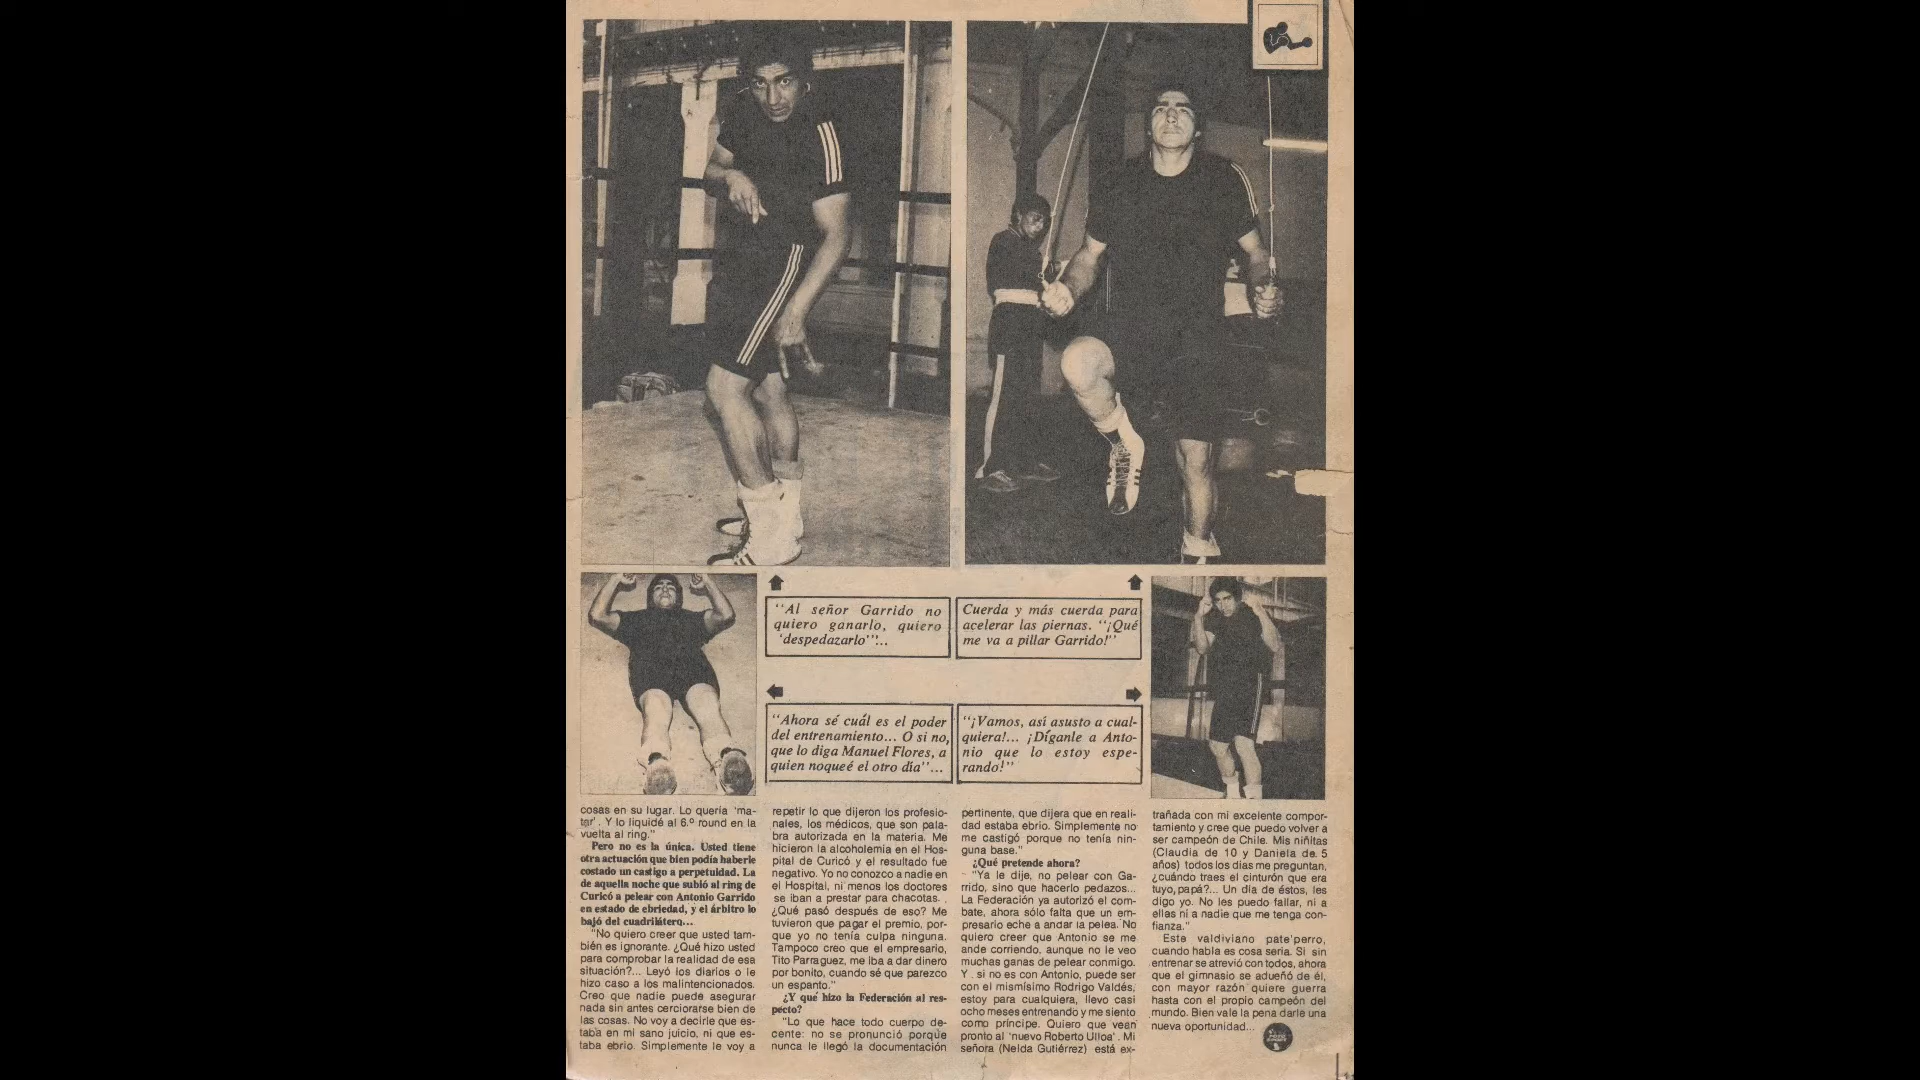 "Al señor Garrido no
quiero ganarlo, quiero
'despedazarlo'"...
Cuerda y más cuerda para
acelerar las piernas. "¡Qué
me va a pillar Garrido!"
"Ahora sé cuál es el poder
del entrenamiento... O si no,
que lo diga Manuel Flores, a
quien noqueé el otro día"...
"¡Vamos, así asusto a cual-
quiera!... ¡Díganle a Anto-
nio que lo estoy espe-
rando!"
cosas en su lugar. Lo quería 'ma-
tar'. Y lo liquidé al 6.º round en la
vuelta al ring."
Pero no es la única. Usted tiene
otra actuación que bien podía haberle
costado un castigo a perpetuidad. La
de aquella noche que subió al ring de
Curicó a pelear con Antonio Garrido
en estado de ebriedad, y el árbitro lo
bajó del cuadrilátero...
"No quiero creer que usted tam-
bién es ignorante. ¿Qué hizo usted
para comprobar la realidad de esa
situación?... Leyó los diarios o le
hizo caso a los malintencionados.
Creo que nadie puede asegurar
nada sin antes cerciorarse bien de
las cosas. No voy a decirle que es-
taba en mi sano juicio, ni que es-
taba ebrio. Simplemente le voy a
repetir lo que dijeron los profesio-
nales, los médicos, que son pala-
bra autorizada en la materia. Me
hicieron la alcoholemia en el Hos-
pital de Curicó y el resultado fue
negativo. Yo no conozco a nadie en
el Hospital, ni menos los doctores
se iban a prestar para chacotas.
¿Qué pasó después de eso? Me
tuvieron que pagar el premio, por-
que yo no tenía culpa ninguna.
Tampoco creo que el empresario,
Tito Parraguez, me iba a dar dinero
por bonito, cuando sé que parezco
un espanto."
¿Y qué hizo la Federación al res-
pecto?
"Lo que hace todo cuerpo de-
cente: no se pronunció porque
nunca le llegó la documentación
pertinente, que dijera que en reali-
dad estaba ebrio. Simplemente no
me castigó porque no tenía nin-
guna base."
¿Qué pretende ahora?
"Ya le dije, no pelear con Ga-
rrido, sino que hacerlo pedazos...
La Federación ya autorizó el com-
bate, ahora sólo falta que un em-
presario eche a andar la pelea. No
quiero creer que Antonio se me
ande corriendo, aunque no le veo
muchas ganas de pelear conmigo.
Y si no es con Antonio, puede ser
con el mismísimo Rodrigo Valdés,
estoy para cualquiera, llevo casi
ocho meses entrenando y me siento
como príncipe. Quiero que vean
pronto al 'nuevo Roberto Ulloa'. Mi
señora (Nelda Gutiérrez) está ex-
trañada con mi excelente compor-
tamiento y cree que puedo volver a
ser campeón de Chile. Mis niñitas
(Claudia de 10 y Daniela de 5
años) todos los días me preguntan,
¿cuándo traes el cinturón que era
tuyo, papá?... Un día de éstos, les
digo yo. No les puedo fallar, ni a
ellas ni a nadie que me tenga con-
fianza."
Este valdiviano pate'perro,
cuando habla es cosa seria. Si sin
entrenar se atrevió con todos, ahora
que el gimnasio se adueñó de él,
con mayor razón quiere guerra
hasta con el propio campeón del
mundo. Bien vale la pena darle una
nueva oportunidad...